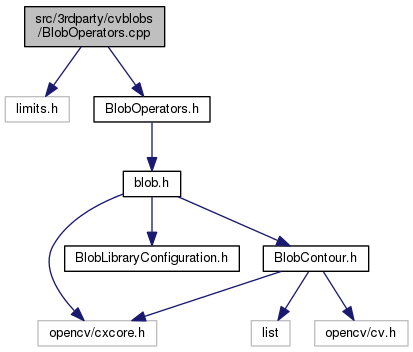 src/3rdparty/cvblobs
/BlobOperators.cpp
limits.h
BlobOperators.h
blob.h
BlobLibraryConfiguration.h
BlobContour.h
opencv/cxcore.h
list
opencv/cv.h